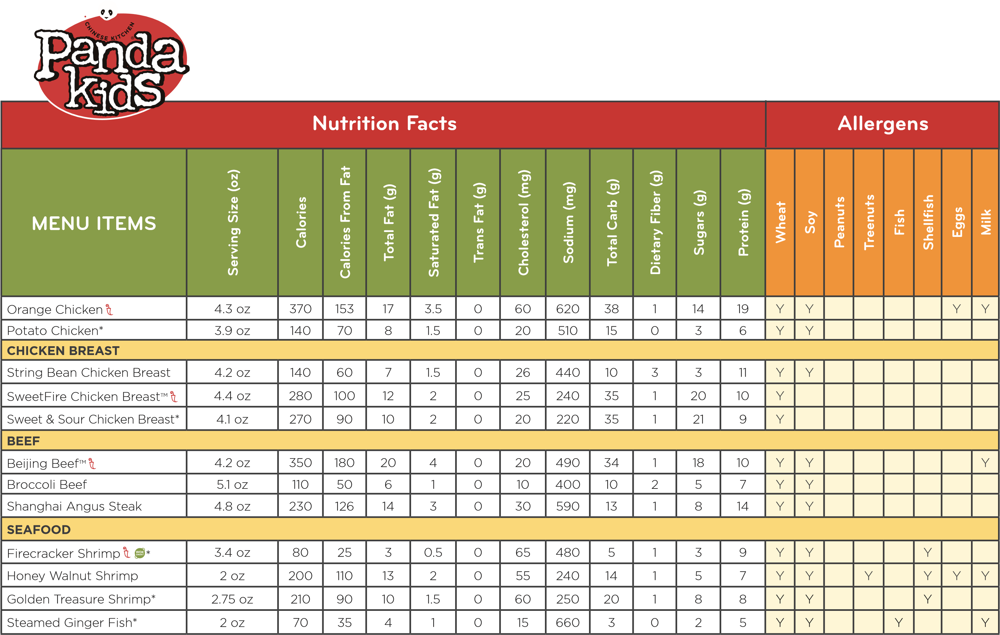 CHINESE KITCHEN
®
Panda
kids
Nutrition Facts Allergens
MENU ITEMS Serving Size (oz) Calories Calories From Fat Total Fat (g) Saturated Fat (g) Trans Fat (g) Cholesterol (mg) Sodium (mg) Total Carb (g) Dietary Fiber (g) Sugars (g) Protein (g) Wheat Soy Peanuts Treenuts Fish Shellfish Eggs Milk
Orange Chicken 4.3 oz 370 153 17 3.5 0 60 620 38 1 14 19 Y Y Y Y
Potato Chicken* 3.9 oz 140 70 8 1.5 0 20 510 15 0 3 6 Y Y
CHICKEN BREAST
String Bean Chicken Breast 4.2 oz 140 60 7 1.5 0 26 440 10 3 3 11 Y Y
SweetFire Chicken Breast™ 4.4 oz 280 100 12 2 0 25 240 35 1 20 10 Y
Sweet & Sour Chicken Breast* 4.1 oz 270 90 10 2 0 20 220 35 1 21 9 Y
BEEF
Beijing Beef™ 4.2 oz 350 180 20 4 0 20 490 34 1 18 10 Y Y Y
Broccoli Beef 5.1 oz 110 50 6 1 0 10 400 10 2 5 7 Y Y
Shanghai Angus Steak 4.8 oz 230 126 14 3 0 30 590 13 1 8 14 Y Y
SEAFOOD
Firecracker Shrimp WOK SMART * 3.4 oz 80 25 3 0.5 0 65 480 5 1 3 9 Y Y Y
Honey Walnut Shrimp 2 oz 200 110 13 2 0 55 240 14 1 5 7 Y Y Y Y Y Y
Golden Treasure Shrimp* 2.75 oz 210 90 10 1.5 0 60 250 20 1 8 8 Y Y Y
Steamed Ginger Fish* 2 oz 70 35 4 1 0 15 660 3 0 2 5 Y Y Y Y